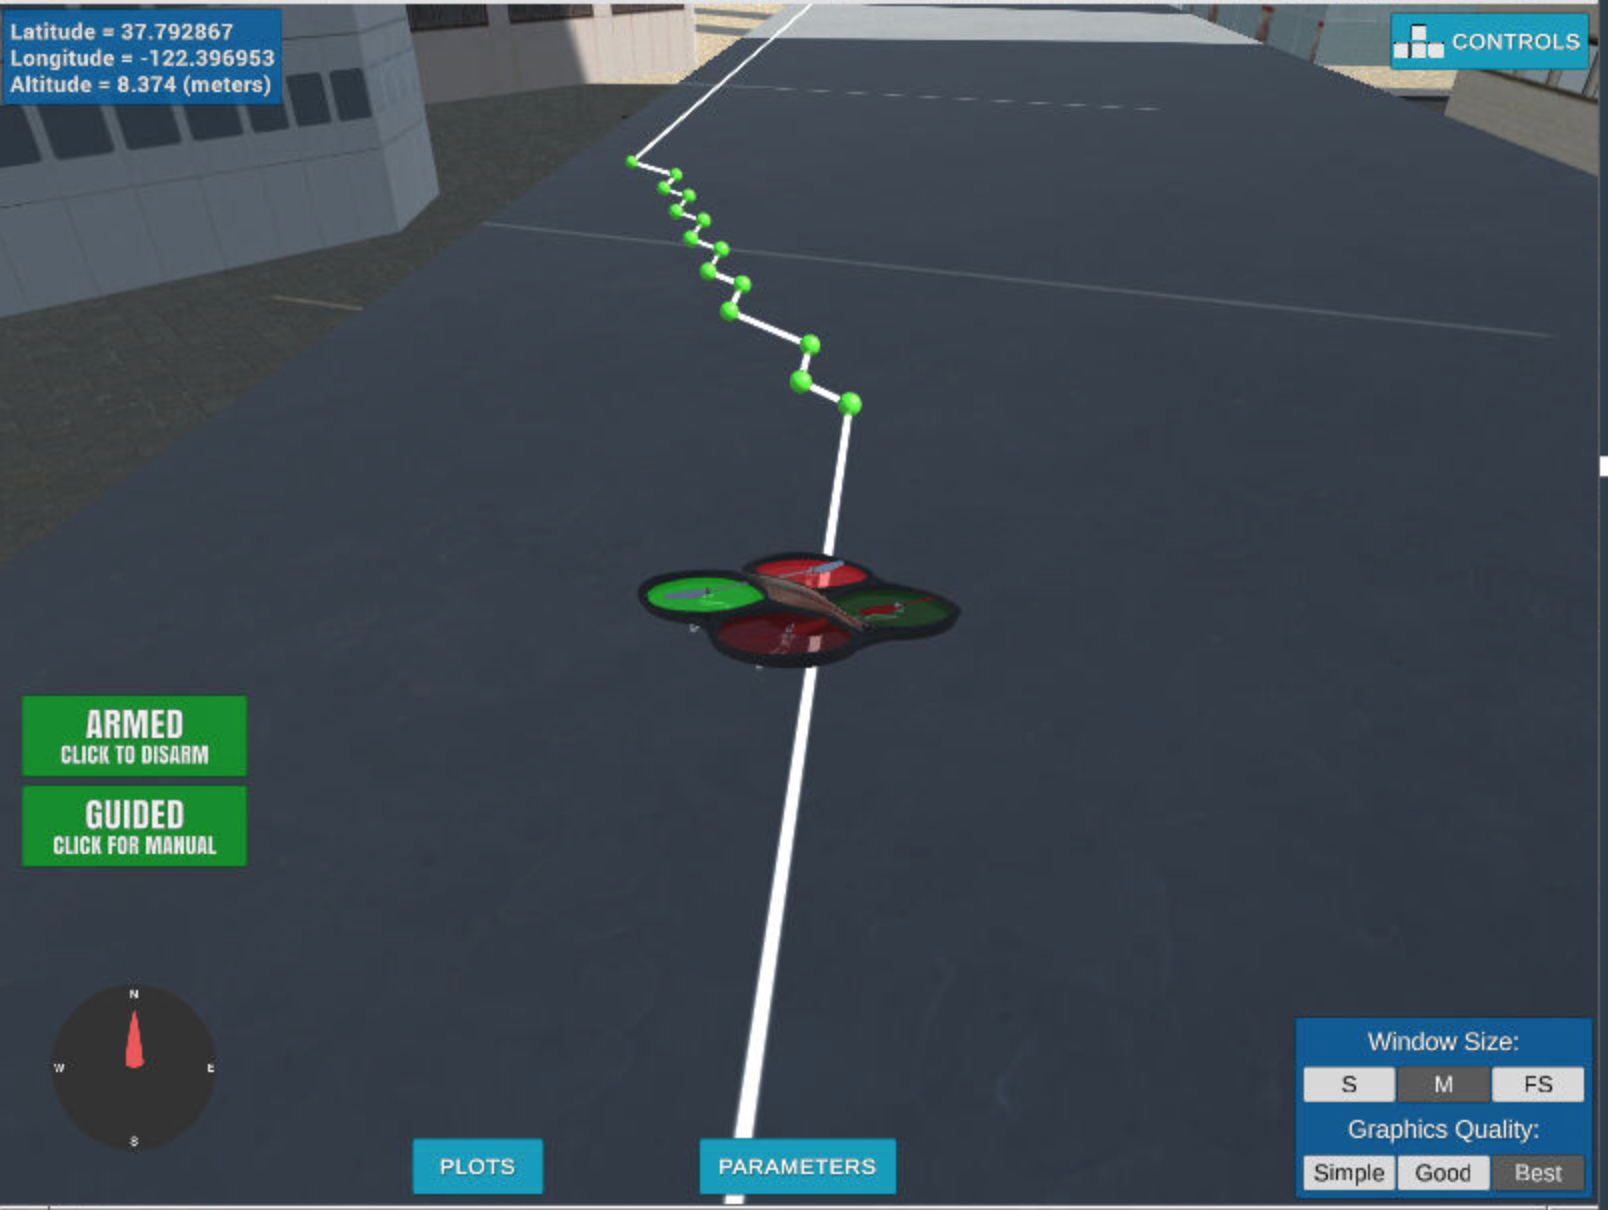 Latitude = 37.792867
Longitude = -122.396953
Altitude = 8.374 (meters)
CONTROLS
ARMED
CLICK TO DISARM
GUIDED
CLICK FOR MANUAL
N
W
E
S
PLOTS
PARAMETERS
Window Size:
S
M
FS
Graphics Quality:
Simple
Good
Best